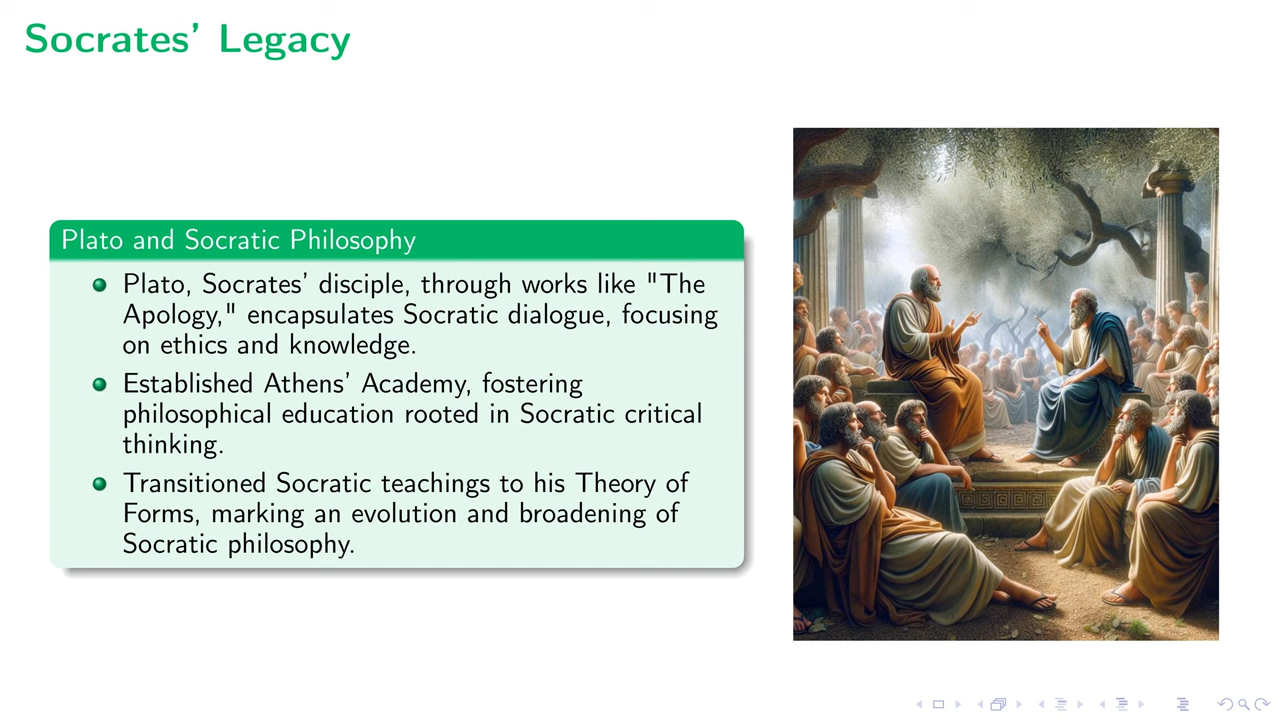 Socrates’ Legacy
Plato and Socratic Philosophy
Plato, Socrates’ disciple, through works like "The
Apology," encapsulates Socratic dialogue, focusing
on ethics and knowledge.
Established Athens’ Academy, fostering
philosophical education rooted in Socratic critical
thinking.
Transitioned Socratic teachings to his Theory of
Forms, marking an evolution and broadening of
Socratic philosophy.